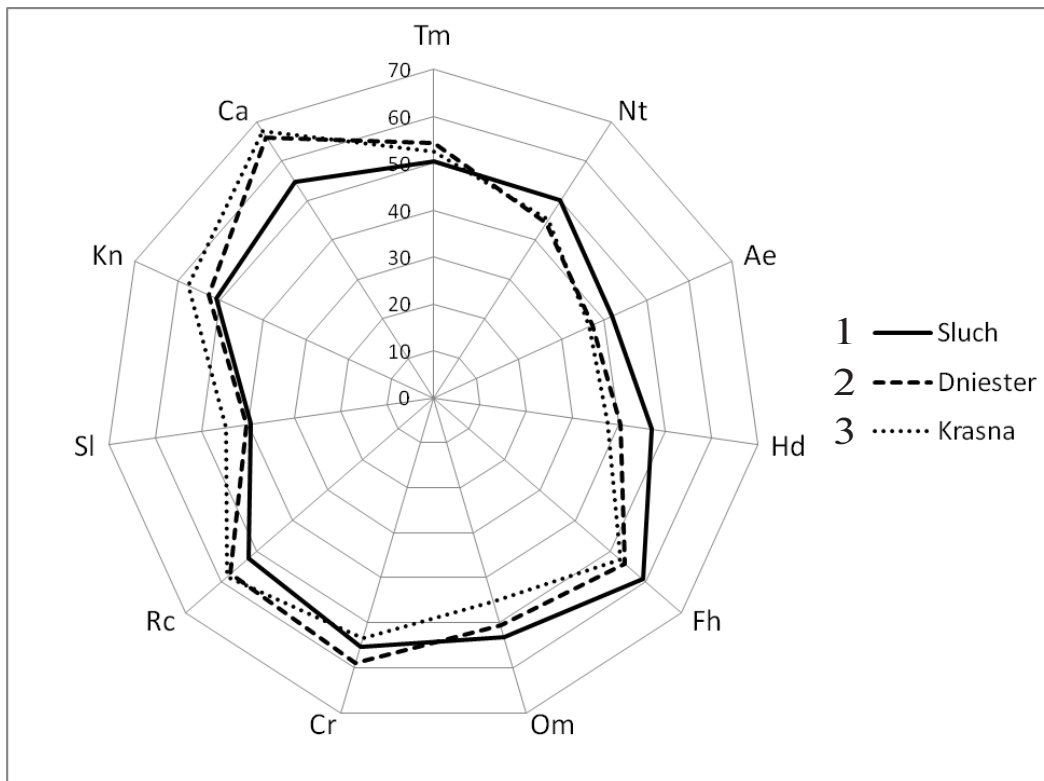 Tm
Nt
Ae
Hd
Fh
Om
Cr
Rc
Sl
Kn
Ca
70
60
50
40
30
20
10
0
1 Sluch
2 Dniester
3 Krasna